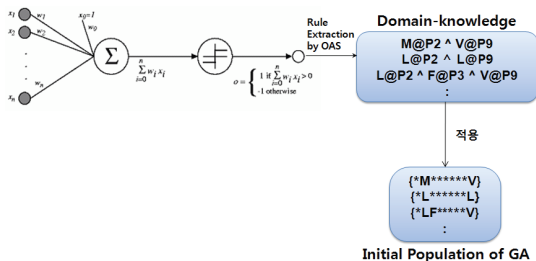 x1
w1
x2
w2
x0=1
w0
.
.
.
wn
xn
Σ
n
Σ wi xi
i=0
o = { 1 if Σ wi xi > 0
n
i=0
-1 otherwise
Rule
Extraction
by OAS
Domain-knowledge
M@P2 ^ V@P9
L@P2 ^ L@P9
L@P2 ^ F@P3 ^ V@P9
:
적용
{*M******V}
{*L******L}
{*LF*****V}
:
Initial Population of GA